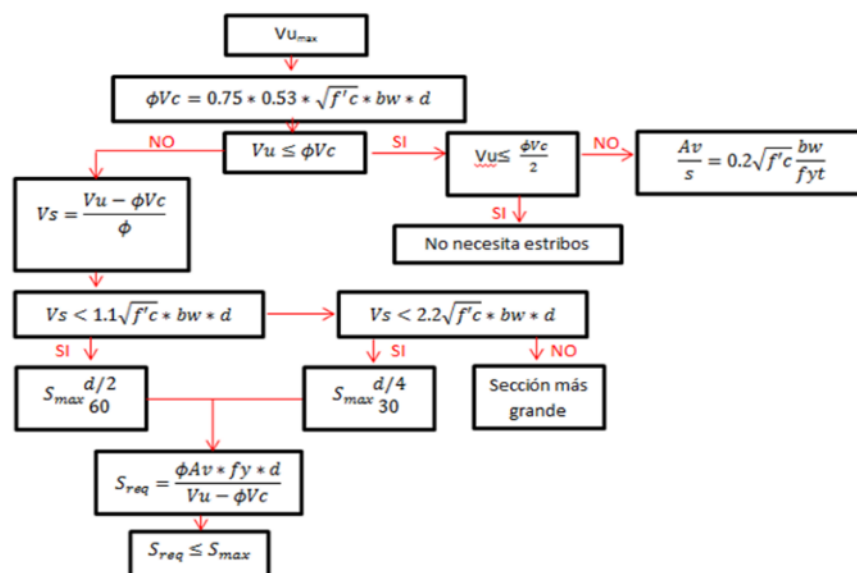 Vu_max
ϕVc = 0.75 * 0.53 * √f'c * bw * d
NO
Vu ≤ ϕVc
SI
Vu≤ ϕVc/2
NO
Av/s = 0.2√f'c bw/fyt
Vs = (Vu − ϕVc)/ϕ
SI
No necesita estribos
Vs < 1.1√f'c * bw * d
Vs < 2.2√f'c * bw * d
SI
SI
NO
S_max d/2
60
S_max d/4
30
Sección más
grande
S_req = (ϕAv * fy * d)/(Vu − ϕVc)
S_req ≤ S_max